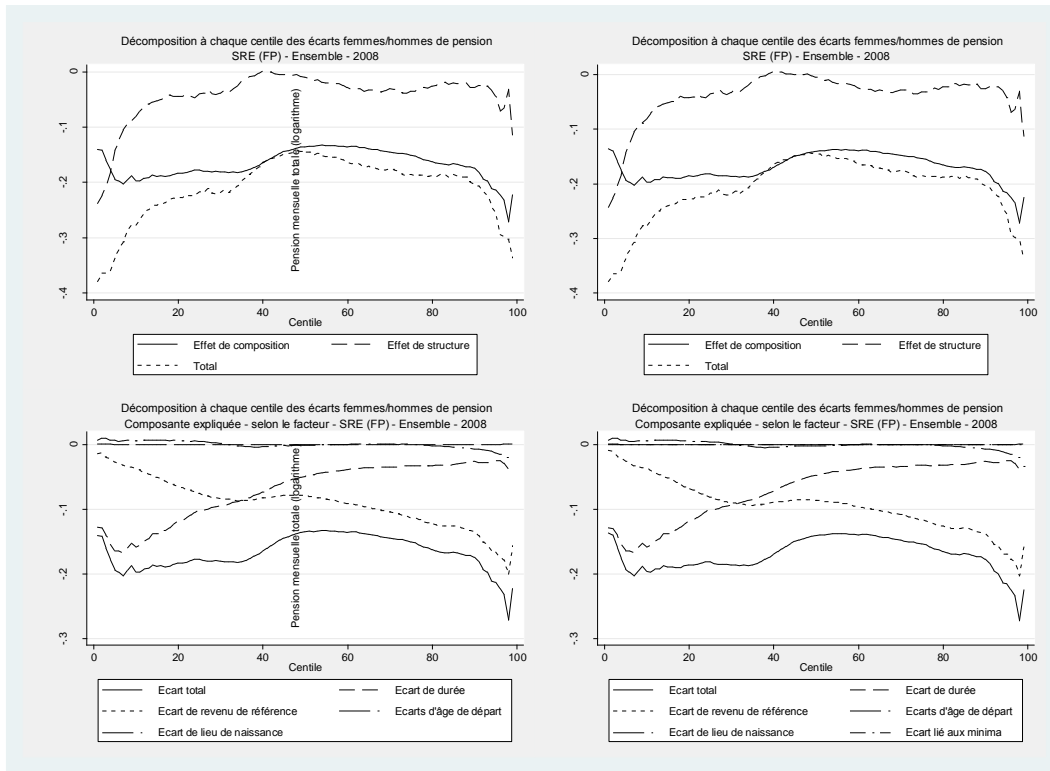 Décomposition à chaque centile des écarts femmes/hommes de pension
SRE (FP) - Ensemble - 2008
0
-.1
-.2
-.3
-.4
Pension mensuelle totale (logarithme)
0 20 40 60 80 100
Centile
Effet de composition Effet de structure
Total
Décomposition à chaque centile des écarts femmes/hommes de pension
SRE (FP) - Ensemble - 2008
0
-.1
-.2
-.3
-.4
0 20 40 60 80 100
Centile
Effet de composition Effet de structure
Total
Décomposition à chaque centile des écarts femmes/hommes de pension
Composante expliquée - selon le facteur - SRE (FP) - Ensemble - 2008
0
-.1
-.2
-.3
Pension mensuelle totale (logarithme
0 20 40 60 80 100
Centile
Ecart total Ecart de durée
Ecart de revenu de référence Ecarts d'âge de départ
Ecart de lieu de naissance
Décomposition à chaque centile des écarts femmes/hommes de pension
Composante expliquée - selon le facteur - SRE (FP) - Ensemble - 2008
0
-.1
-.2
-.3
0 20 40 60 80 100
Centile
Ecart total Ecart de durée
Ecart de revenu de référence Ecarts d'âge de départ
Ecart de lieu de naissance Ecart lié aux minima